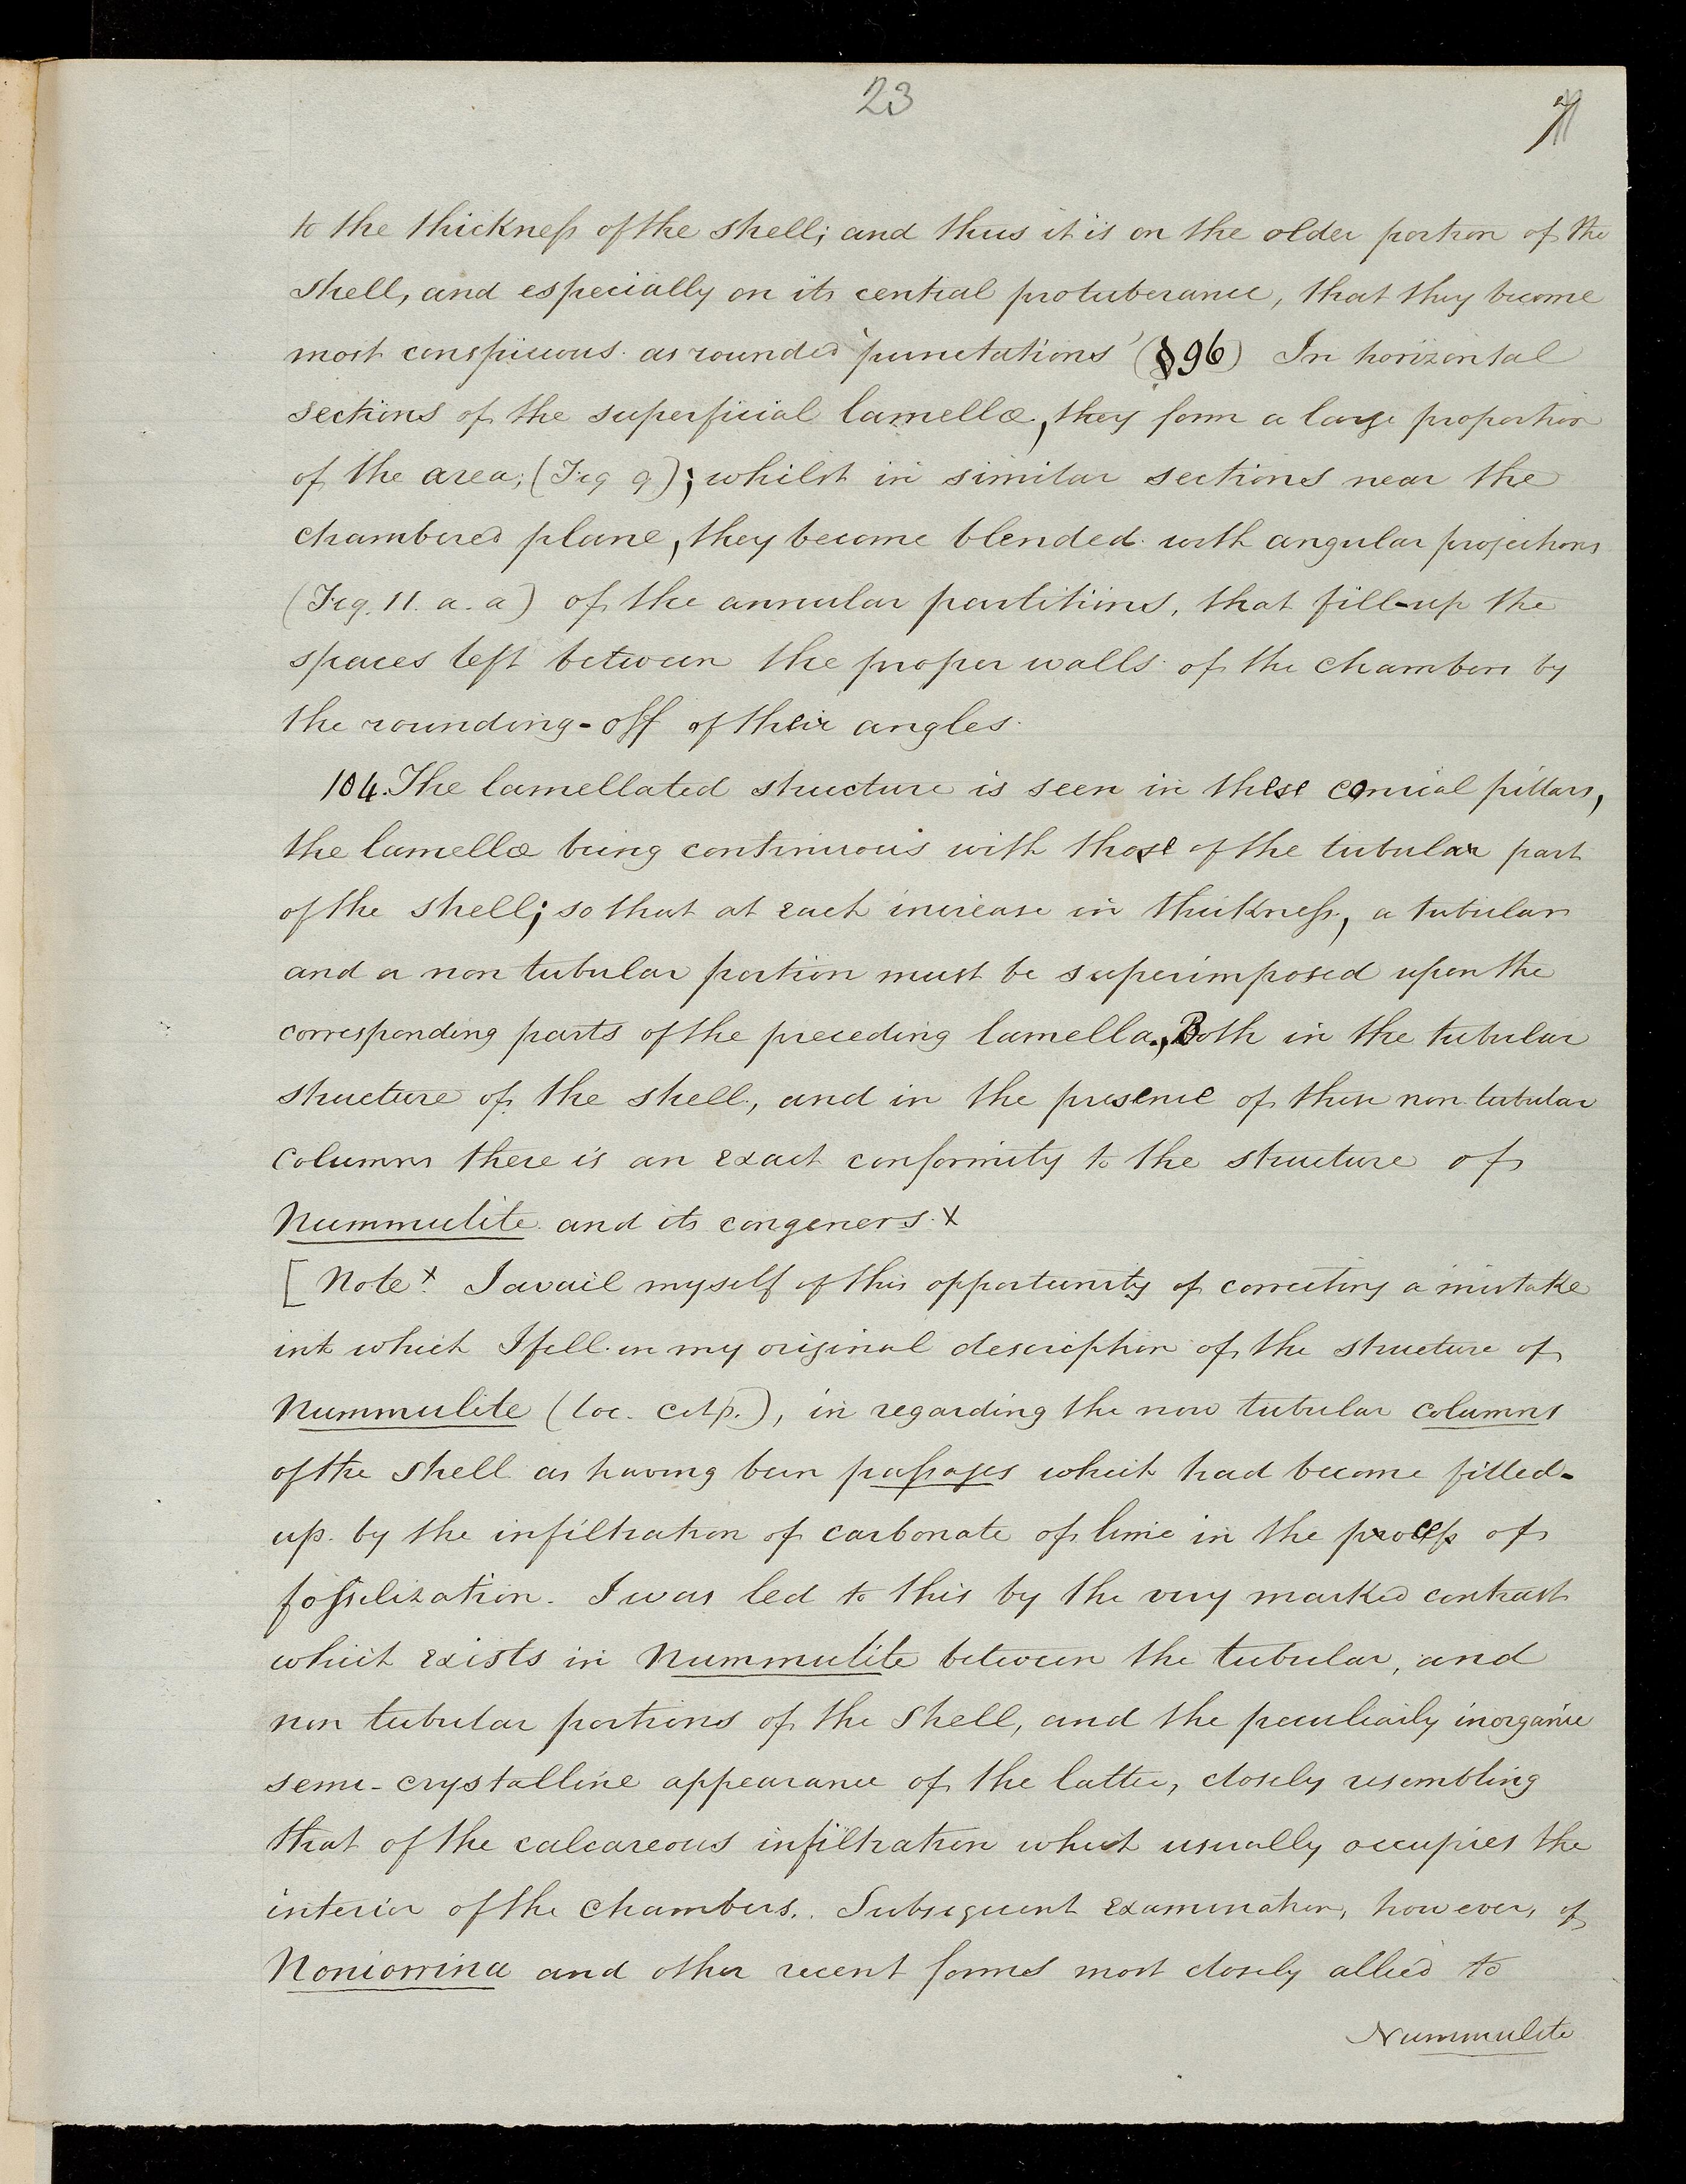 23
to the thickness of the shell; and thus it is on the older portion of the
shell, and especially on its central protuberance, that they become
most conspicuous as rounded 'punctations' (§96) In horizontal
sections of the superficial lamellæ, they form a large proportion
of the area, (Fig 9); whilst in similar sections near the
chambered plane, they become blended with angular projections
(Fig. 11. a. a) of the annular partitions, that fill-up the
spaces left between the proper walls of the chambers by
the rounding-off of their angles.
104. The lamellated structure is seen in these conical pillars,
the lamellæ being continuous with those of the tubular part
of the shell; so that at each increase in thickness, a tubular
and a non tubular portion must be superimposed upon the
corresponding parts of the preceding lamella. Both in the tubular
structure of the shell, and in the presence of these non tubular
columns there is an exact conformity to the structure of
Nummulite and its congeners. x
[Note x. I avail myself of this opportunity of correcting a mistake
into which I fell in my original description of the structure of
Nummulite (loc. cit p.), in regarding the non tubular columns
of the shell as having been passages which had become filled-
up by the infiltration of carbonate of lime in the process of
fossilization. I was led to this by the very marked contrast
which exists in Nummulite between the tubular, and
non tubular portions of the shell, and the peculiarly inorganic
semi-crystalline appearance of the latter, closely resembling
that of the calcareous infiltration which usually occupies the
interior of the chambers. Subsequent examination, however, of
Nonionina and other recent forms most closely allied to
Nummulite